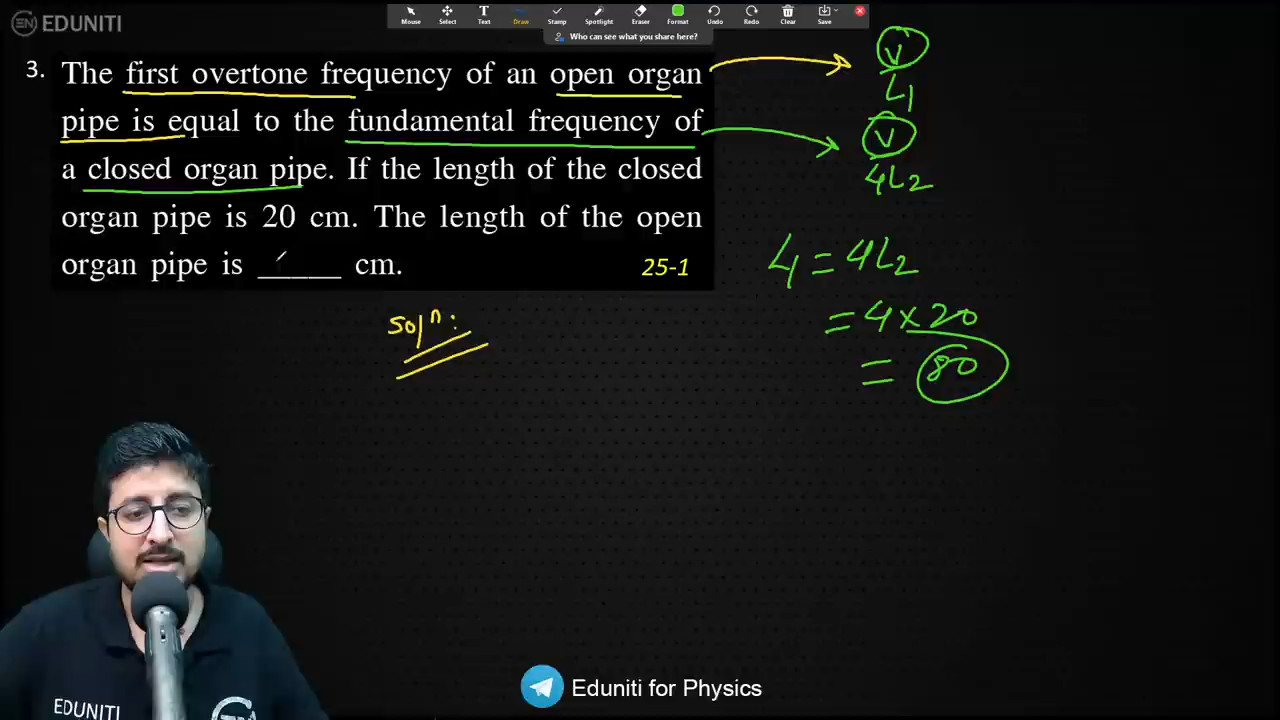 EDUNITI
Mouse Select Text Draw Stamp Spotlight Eraser Format Undo Redo Clear Save
Who can see what you share here?
3. The first overtone frequency of an open organ
pipe is equal to the fundamental frequency of
a closed organ pipe. If the length of the closed
organ pipe is 20 cm. The length of the open
organ pipe is _____ cm. 25-1
Soln:
V
L1
V
4L2
L = 4L2
= 4 × 20
= 80
EDUNITI
Eduniti for Physics